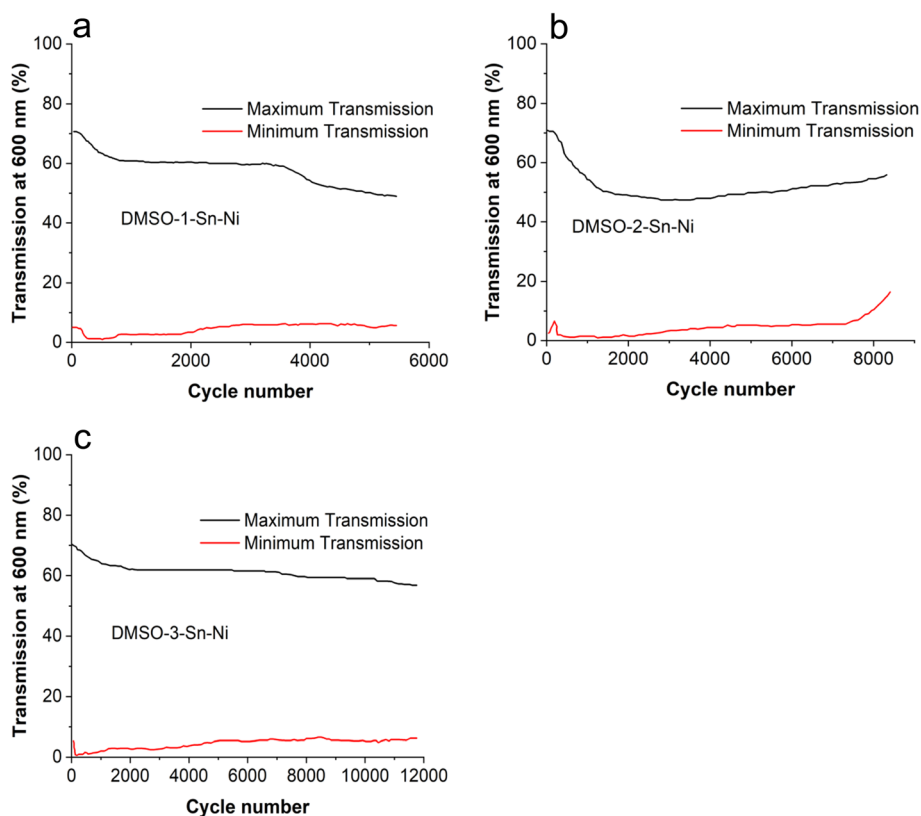 a
100
80
60
40
20
0
Transmission at 600 nm (%)
Maximum Transmission
Minimum Transmission
DMSO-1-Sn-Ni
0 2000 4000 6000
Cycle number
b
100
80
60
40
20
0
Transmission at 600 nm (%)
Maximum Transmission
Minimum Transmission
DMSO-2-Sn-Ni
0 2000 4000 6000 8000
Cycle number
c
100
80
60
40
20
0
Transmission at 600 nm (%)
Maximum Transmission
Minimum Transmission
DMSO-3-Sn-Ni
0 2000 4000 6000 8000 10000 12000
Cycle number